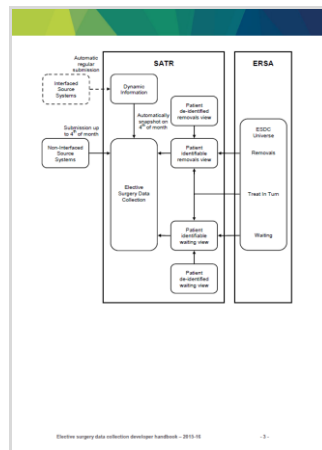 SATR
ERSA
Automatic
regular
submission
Interfaced
Source
Systems
Dynamic
Information
Patient
de-identified
removals view
Automatically
snapshot on
4th of month
ESDC
Universe
Submission up
to 4th of month
Non-Interfaced
Source
Systems
Patient
identifiable
removals view
Removals
Elective
Surgery Data
Collection
Treat In Turn
Patient
identifiable
waiting view
Waiting
Patient
de-identified
waiting view
Elective surgery data collection developer handbook – 2015-16
- 3 -